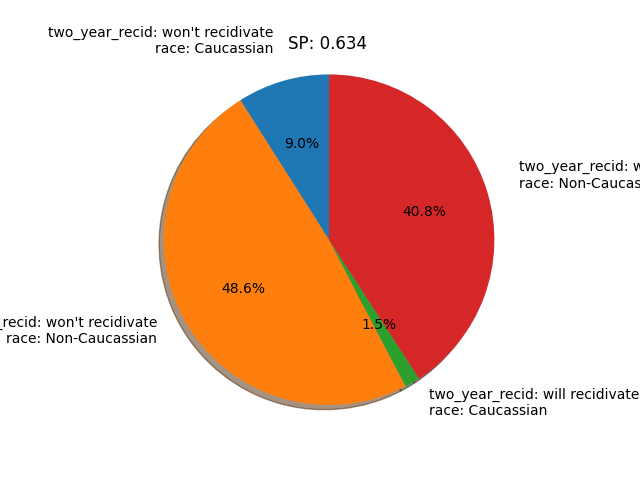 two_year_recid: won't recidivate
race: Caucassian
SP: 0.634
9.0%
two_year_recid: w
race: Non-Caucas
40.8%
48.6%
_recid: won't recidivate
race: Non-Caucassian
1.5%
two_year_recid: will recidivate
race: Caucassian